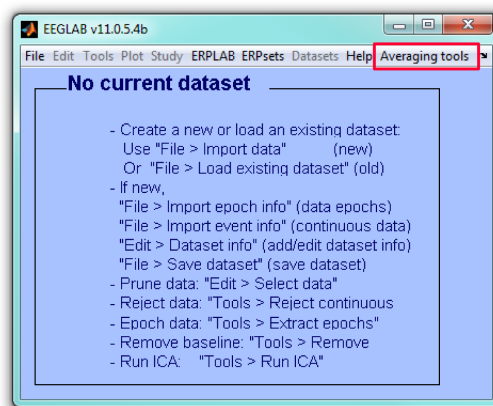 EEGLAB v11.0.5.4b
File Edit Tools Plot Study ERPLAB ERPsets Datasets Help Averaging tools
No current dataset
- Create a new or load an existing dataset:
Use "File > Import data" (new)
Or "File > Load existing dataset" (old)
- If new,
"File > Import epoch info" (data epochs)
"File > Import event info" (continuous data)
"Edit > Dataset info" (add/edit dataset info)
"File > Save dataset" (save dataset)
- Prune data: "Edit > Select data"
- Reject data: "Tools > Reject continuous
- Epoch data: "Tools > Extract epochs"
- Remove baseline: "Tools > Remove
- Run ICA: "Tools > Run ICA"